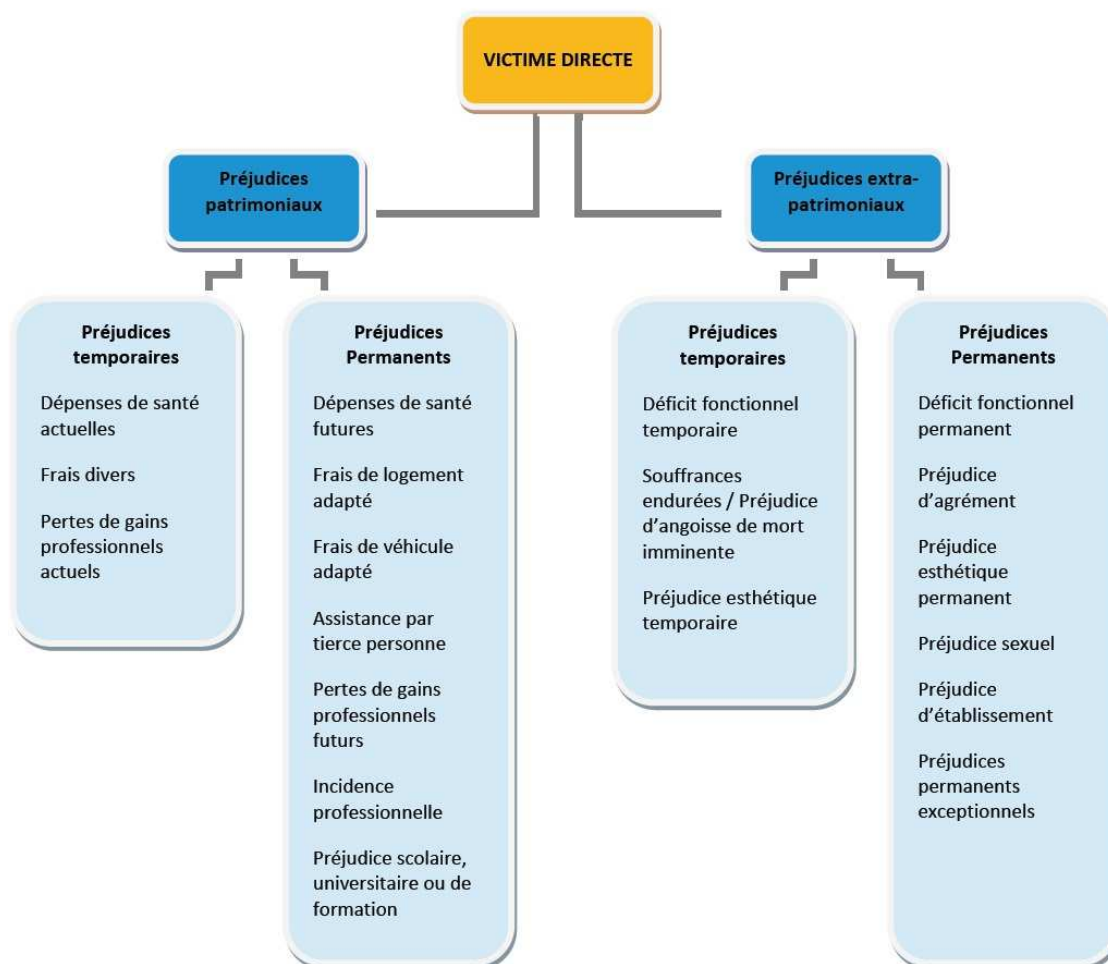 VICTIME DIRECTE
Préjudices
patrimoniaux
Préjudices extra-
patrimoniaux
Préjudices
temporaires
Dépenses de santé
actuelles
Frais divers
Pertes de gains
professionnels
actuels
Préjudices
Permanents
Dépenses de santé
futures
Frais de logement
adapté
Frais de véhicule
adapté
Assistance par
tierce personne
Pertes de gains
professionnels
futurs
Incidence
professionnelle
Préjudice scolaire,
universitaire ou de
formation
Préjudices
temporaires
Déficit fonctionnel
temporaire
Souffrances
endurées / Préjudice
d’angoisse de mort
imminente
Préjudice esthétique
temporaire
Préjudices
Permanents
Déficit fonctionnel
permanent
Préjudice
d’agrément
Préjudice
esthétique
permanent
Préjudice sexuel
Préjudice
d’établissement
Préjudices
permanents
exceptionnels